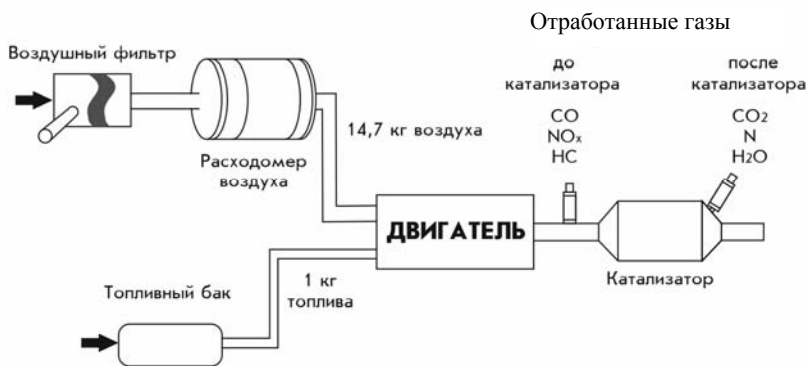 Отработанные газы
Воздушный фильтр
до
катализатора
после
катализатора
CO
NOx
HC
CO2
N
H2O
14,7 кг воздуха
Расходомер
воздуха
ДВИГАТЕЛЬ
Катализатор
Топливный бак
1 кг
топлива